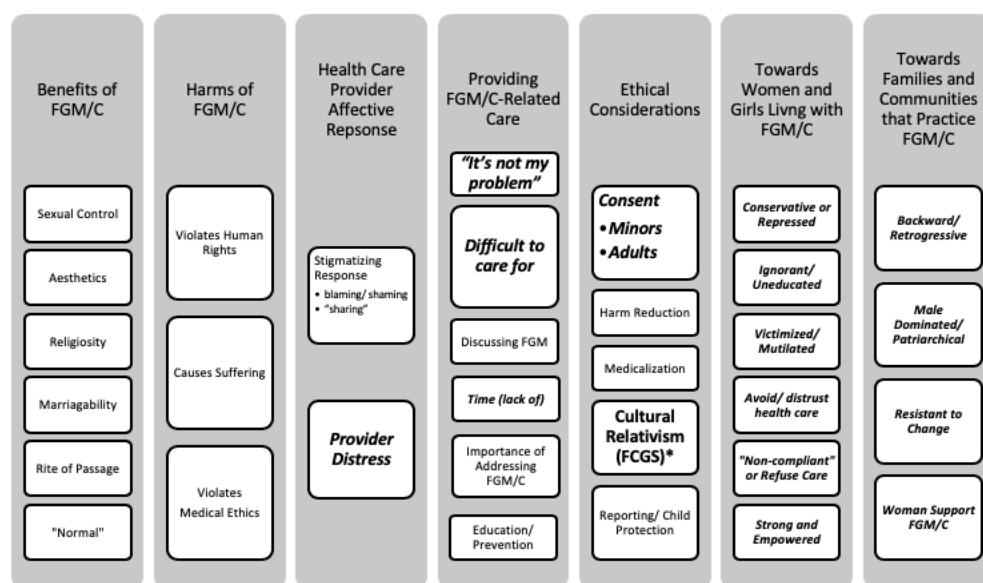 Benefits of
FGM/C
Sexual Control
Aesthetics
Religiosity
Marriagability
Rite of Passage
"Normal"
Harms of
FGM/C
Violates Human
Rights
Causes Suffering
Violates
Medical Ethics
Health Care
Provider
Affective
Repsonse
Stigmatizing
Response
• blaming/ shaming
• "sharing"
Provider
Distress
Providing
FGM/C-Related
Care
"It's not my
problem"
Difficult to
care for
Discussing FGM
Time (lack of)
Importance of
Addressing
FGM/C
Education/
Prevention
Ethical
Considerations
Consent
• Minors
• Adults
Harm Reduction
Medicalization
Cultural
Relativism
(FCGS)*
Reporting/ Child
Protection
Towards
Women and
Girls Livng with
FGM/C
Conservative or
Repressed
Ignorant/
Uneducated
Victimized/
Mutilated
Avoid/ distrust
health care
"Non-compliant"
or Refuse Care
Strong and
Empowered
Towards
Families and
Communities
that Practice
FGM/C
Backward/
Retrogressive
Male
Dominated/
Patriarchical
Resistant to
Change
Woman Support
FGM/C